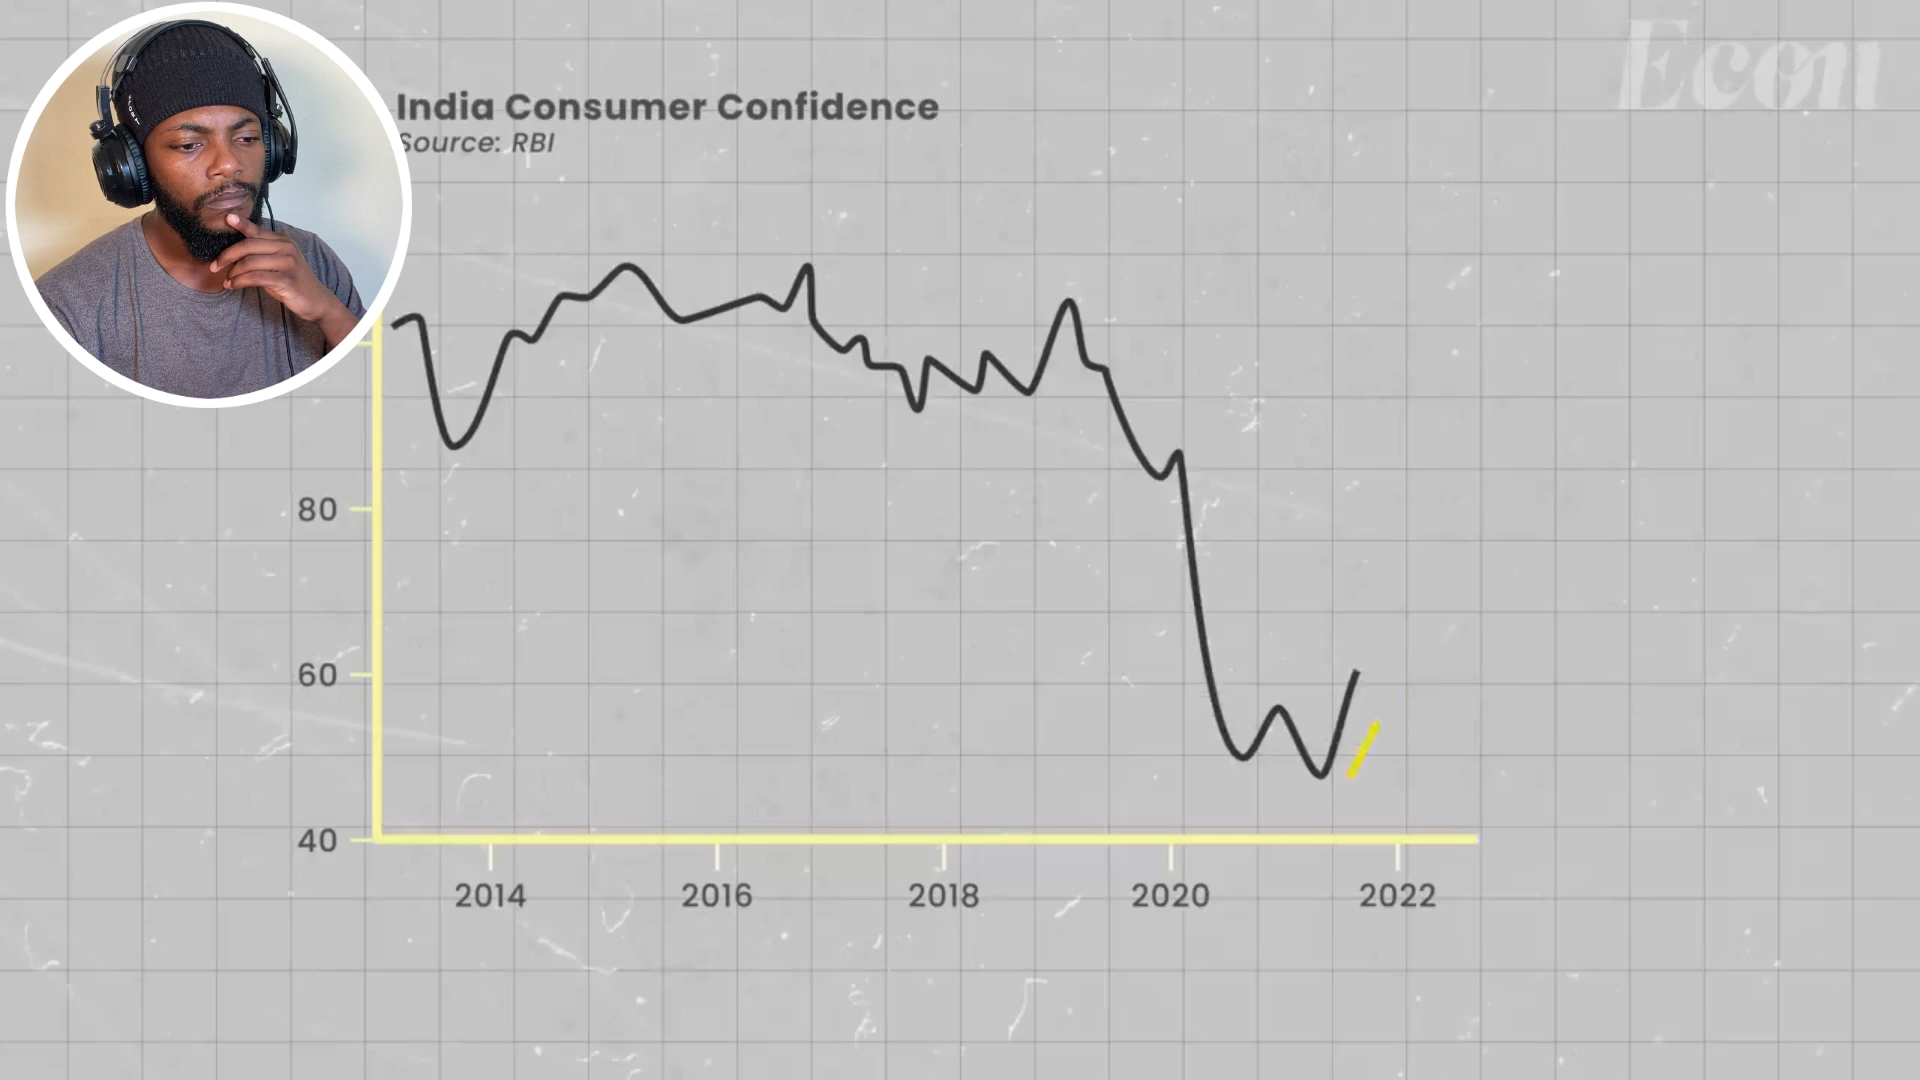 Econ
India Consumer Confidence
Source: RBI
80
60
40
2014 2016 2018 2020 2022